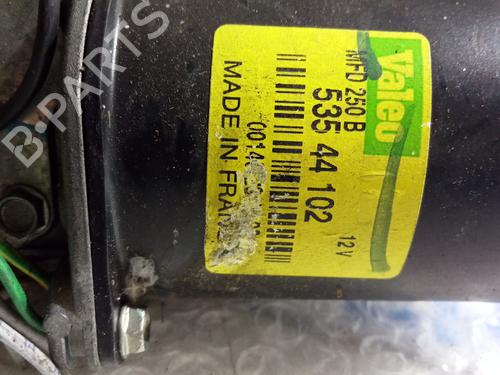 Valeo
MFD 250 B
535 44 102
12V
MADE IN FRANCE
B-PARTS